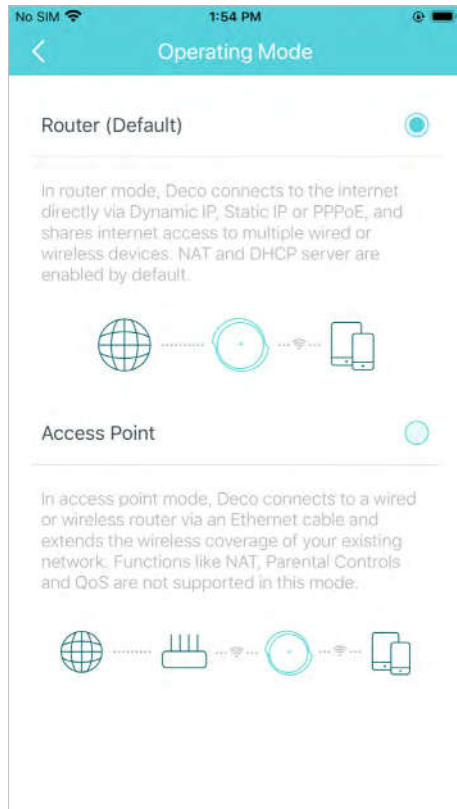 No SIM 1:54 PM
Operating Mode
Router (Default)
In router mode, Deco connects to the internet
directly via Dynamic IP, Static IP or PPPoE, and
shares internet access to multiple wired or
wireless devices. NAT and DHCP server are
enabled by default.
Access Point
In access point mode, Deco connects to a wired
or wireless router via an Ethernet cable and
extends the wireless coverage of your existing
network. Functions like NAT, Parental Controls
and QoS are not supported in this mode.